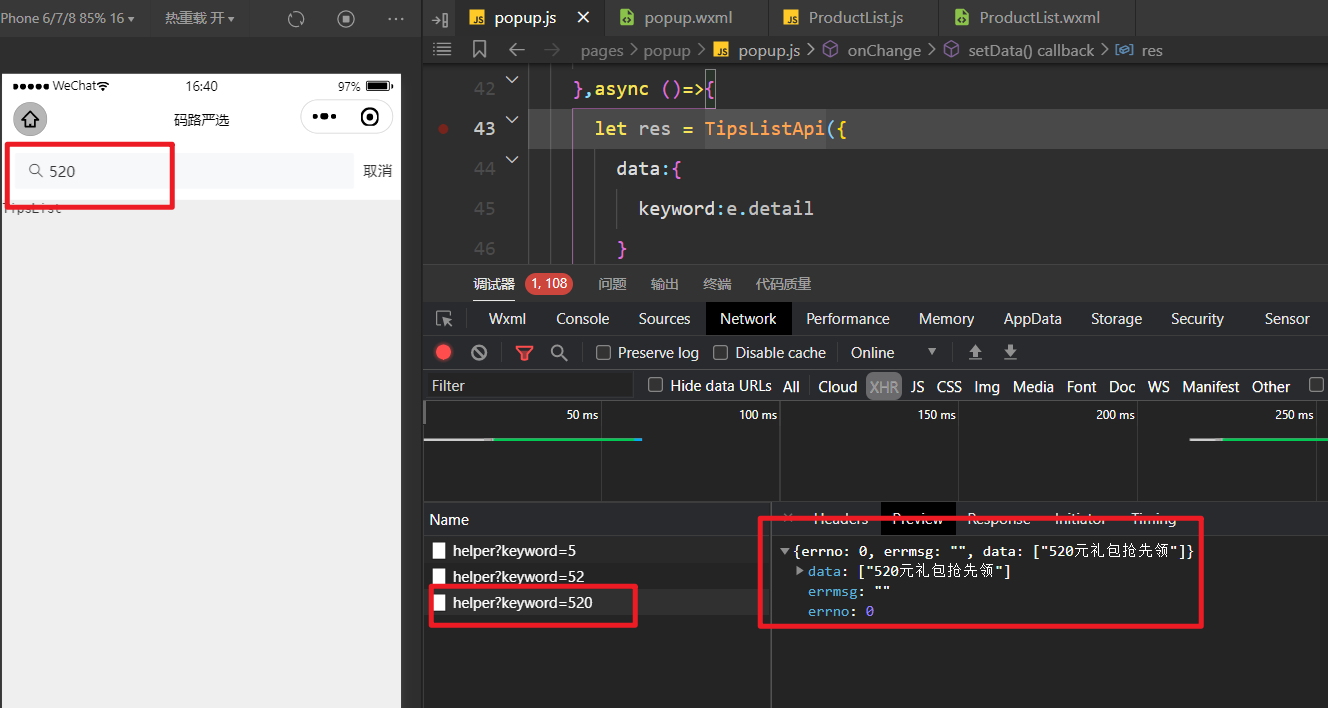 Phone 6/7/8 85% 16
热重载 开
popup.js
popup.wxml
ProductList.js
ProductList.wxml
pages
popup
popup.js
onChange
setData() callback
res
WeChat
16:40
97%
码路严选
520
取消
TipsList
42
},async ()=>{
43
let res = TipsListApi({
44
data:{
45
keyword:e.detail
46
}
调试器
1, 108
问题
输出
终端
代码质量
Wxml
Console
Sources
Network
Performance
Memory
AppData
Storage
Security
Sensor
Preserve log
Disable cache
Online
Filter
Hide data URLs
All
Cloud
XHR
JS
CSS
Img
Media
Font
Doc
WS
Manifest
Other
50 ms
100 ms
150 ms
200 ms
250 ms
Name
helper?keyword=5
helper?keyword=52
helper?keyword=520
Headers
Preview
Response
Initiator
Timing
{errno: 0, errmsg: "", data: ["520元礼包抢先领"]}
data: ["520元礼包抢先领"]
errmsg: ""
errno: 0